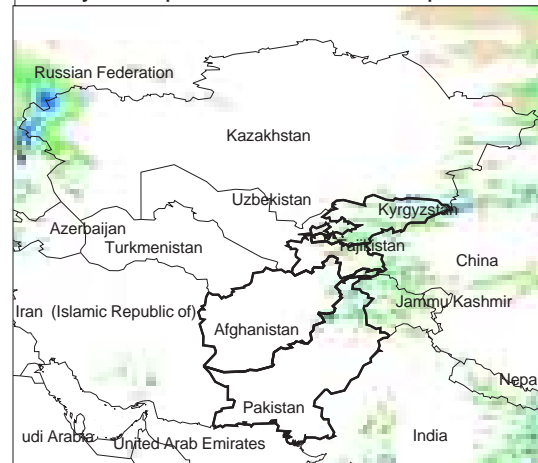 Russian Federation
Kazakhstan
Uzbekistan
Kyrgyzstan
Azerbaijan
Turkmenistan
Tajikistan
China
Iran (Islamic Republic of)
Jammu Kashmir
Afghanistan
Nepa
Pakistan
udi Arabia
United Arab Emirates
India